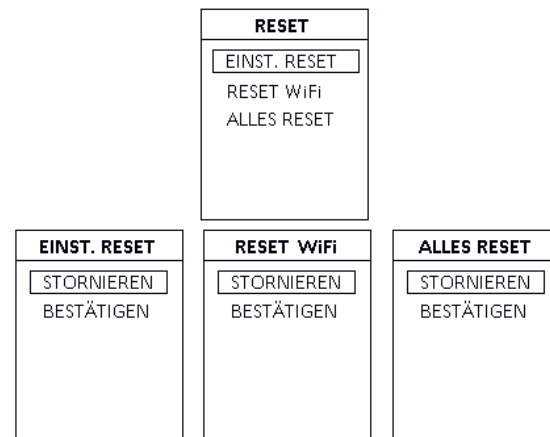 RESET
EINST. RESET
RESET WiFi
ALLES RESET
EINST. RESET
STORNIEREN
BESTÄTIGEN
RESET WiFi
STORNIEREN
BESTÄTIGEN
ALLES RESET
STORNIEREN
BESTÄTIGEN